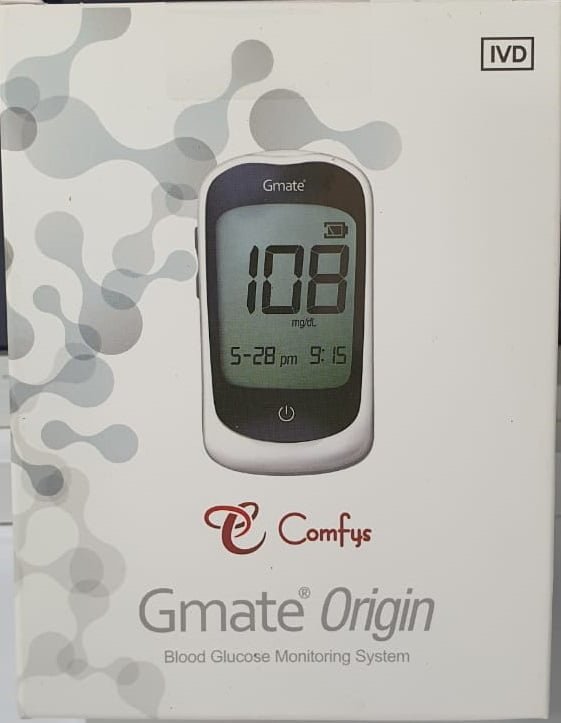 IVD
Gmate®
108
mg/dL
5-28 pm 9:15
Comfys
Gmate® Origin
Blood Glucose Monitoring System